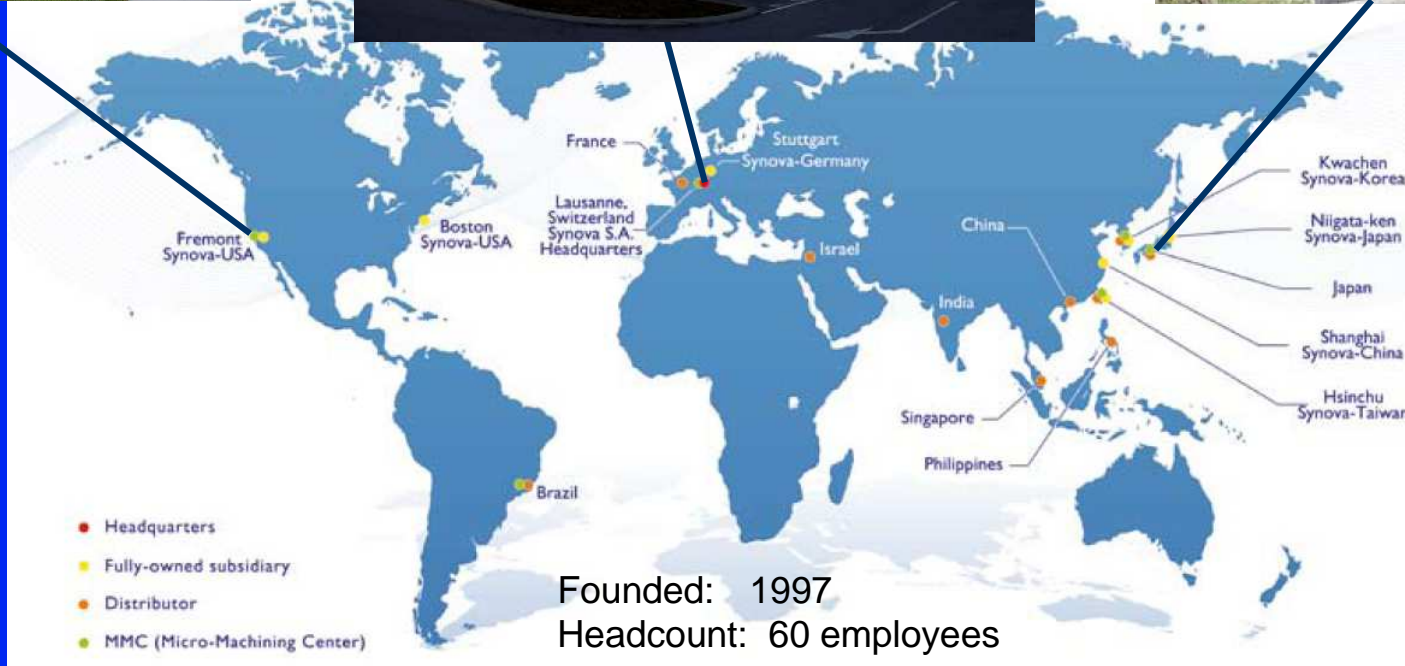 France
Stuttgart
Synova-Germany
Lausanne,
Switzerland
Synova S.A.
Headquarters
Fremont
Synova-USA
Boston
Synova-USA
Israel
China
India
Kwachen
Synova-Korea
Niigata-ken
Synova-Japan
Japan
Shanghai
Synova-China
Hsinchu
Synova-Taiwan
Singapore
Philippines
Brazil
Headquarters
Fully-owned subsidiary
Distributor
MMC (Micro-Machining Center)
Founded: 1997
Headcount: 60 employees